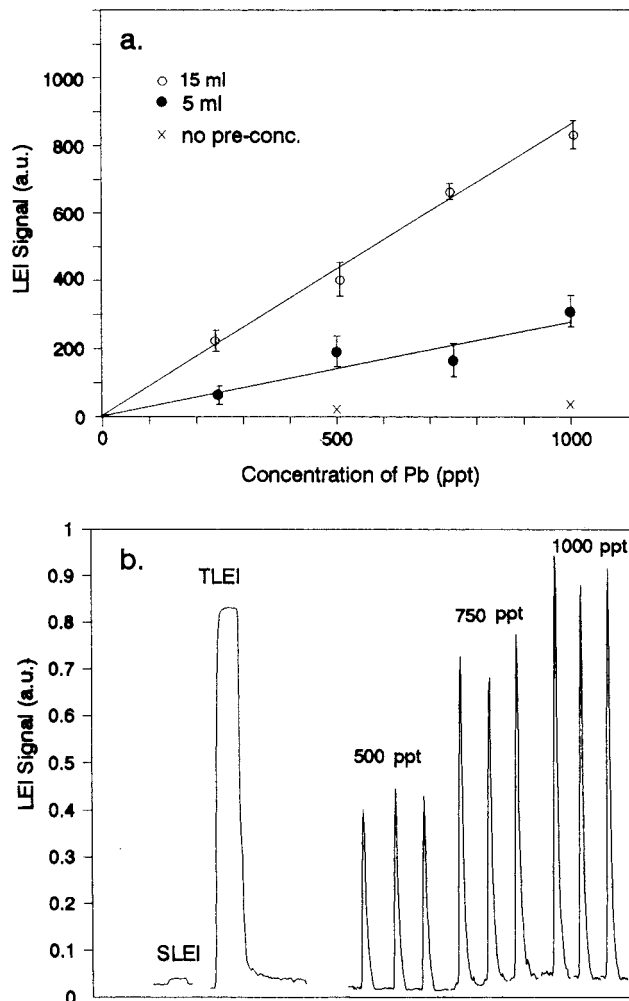 a.
1000
800
600
400
200
0
LEI Signal (a.u.)
15 ml
5 ml
no pre-conc.
0
500
1000
Concentration of Pb (ppt)
b.
1
0.9
0.8
0.7
0.6
0.5
0.4
0.3
0.2
0.1
0
LEI Signal (a.u.}
SLEI
TLEI
500 ppt
750 ppt
1000 ppt